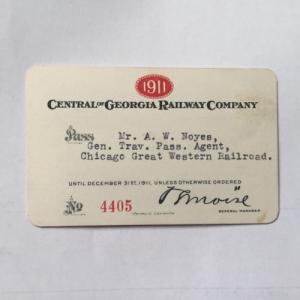 1911
CENTRAL OF GEORGIA RAILWAY COMPANY
Pass Mr. A. W. Noyes,
Gen. Trav. Pass. Agent,
Chicago Great Western Railroad.
UNTIL DECEMBER 31ST, 1911, UNLESS OTHERWISE ORDERED
No 4405
GENERAL MANAGER